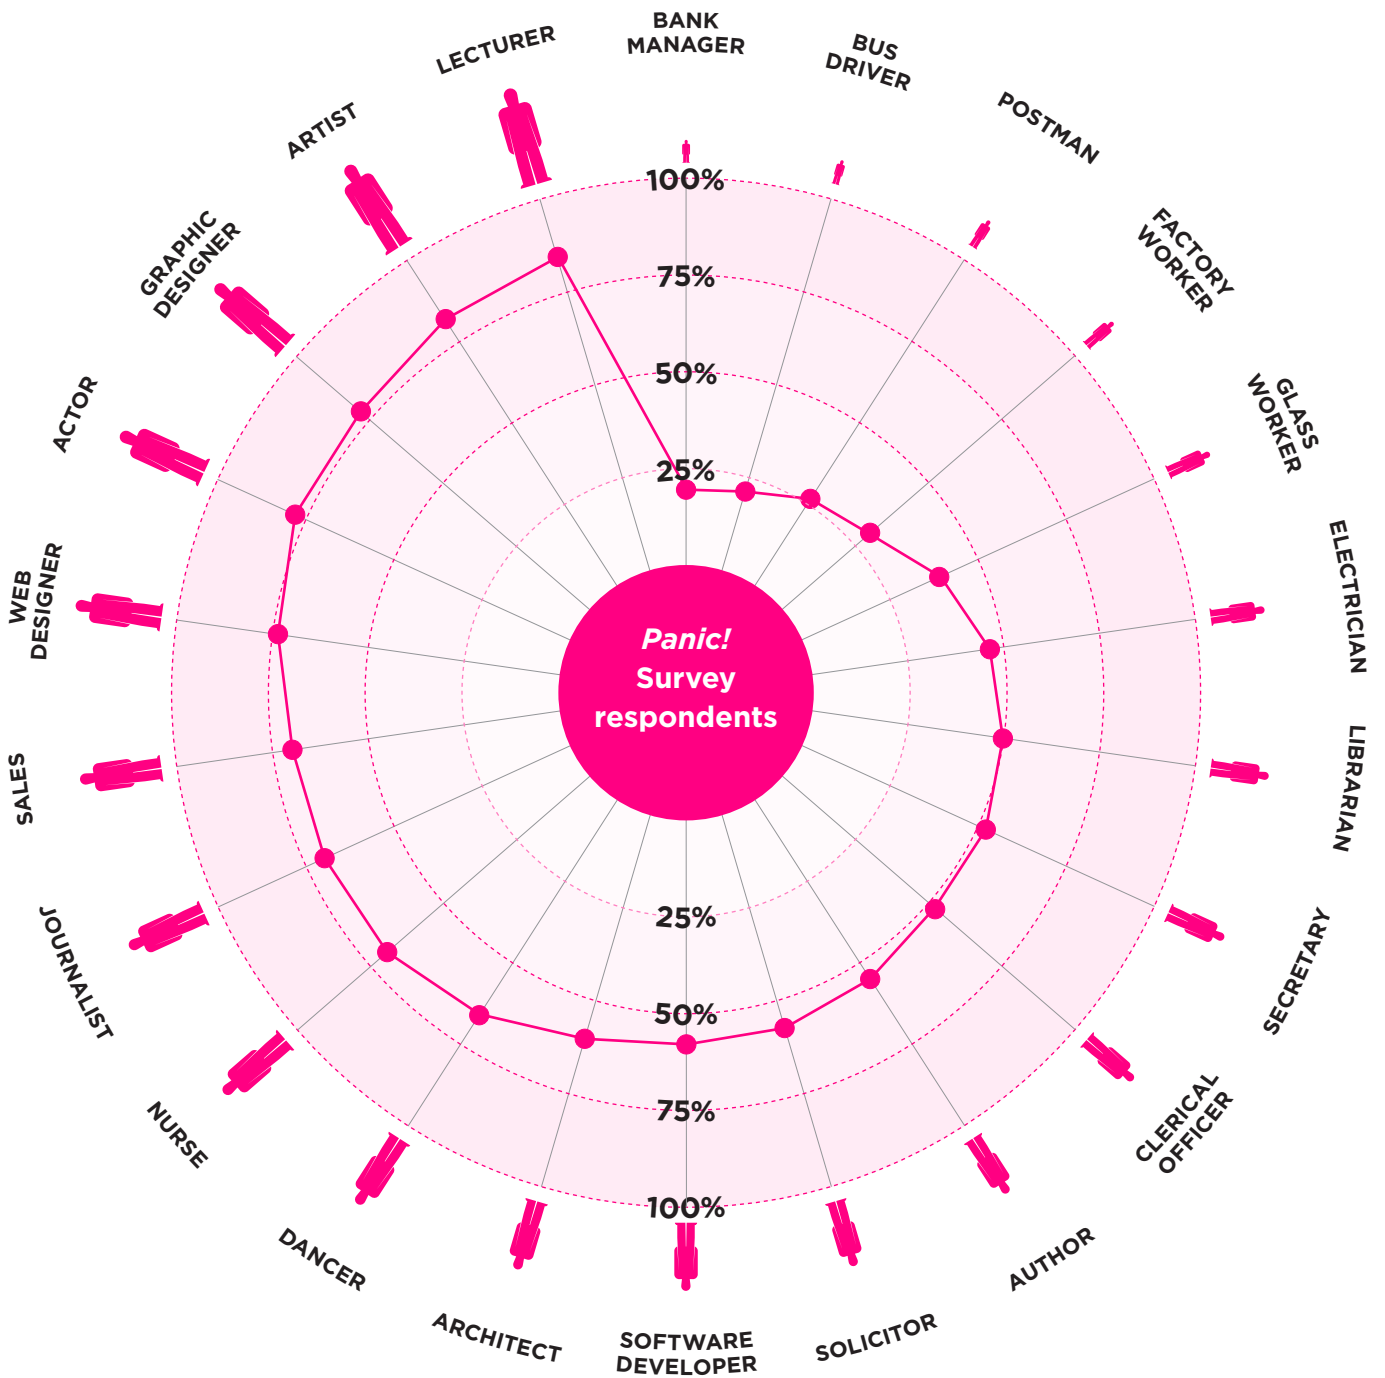 BANK
MANAGER
BUS
DRIVER
POSTMAN
FACTORY
WORKER
GLASS
WORKER
ELECTRICIAN
LIBRARIAN
SECRETARY
CLERICAL
OFFICER
AUTHOR
SOLICITOR
SOFTWARE
DEVELOPER
ARCHITECT
DANCER
NURSE
JOURNALIST
SALES
WEB
DESIGNER
ACTOR
GRAPHIC
DESIGNER
ARTIST
LECTURER
100%
75%
50%
25%
Panic!
Survey
respondents
25%
50%
75%
100%